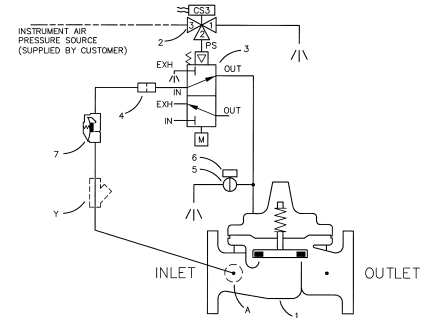 CS3
3 1
2
2
PS
INSTRUMENT AIR
PRESSURE SOURCE
(SUPPLIED BY CUSTOMER)
3
EXH
OUT
IN
4
EXH
OUT
IN
M
7
6
5
Y
INLET
OUTLET
A
1